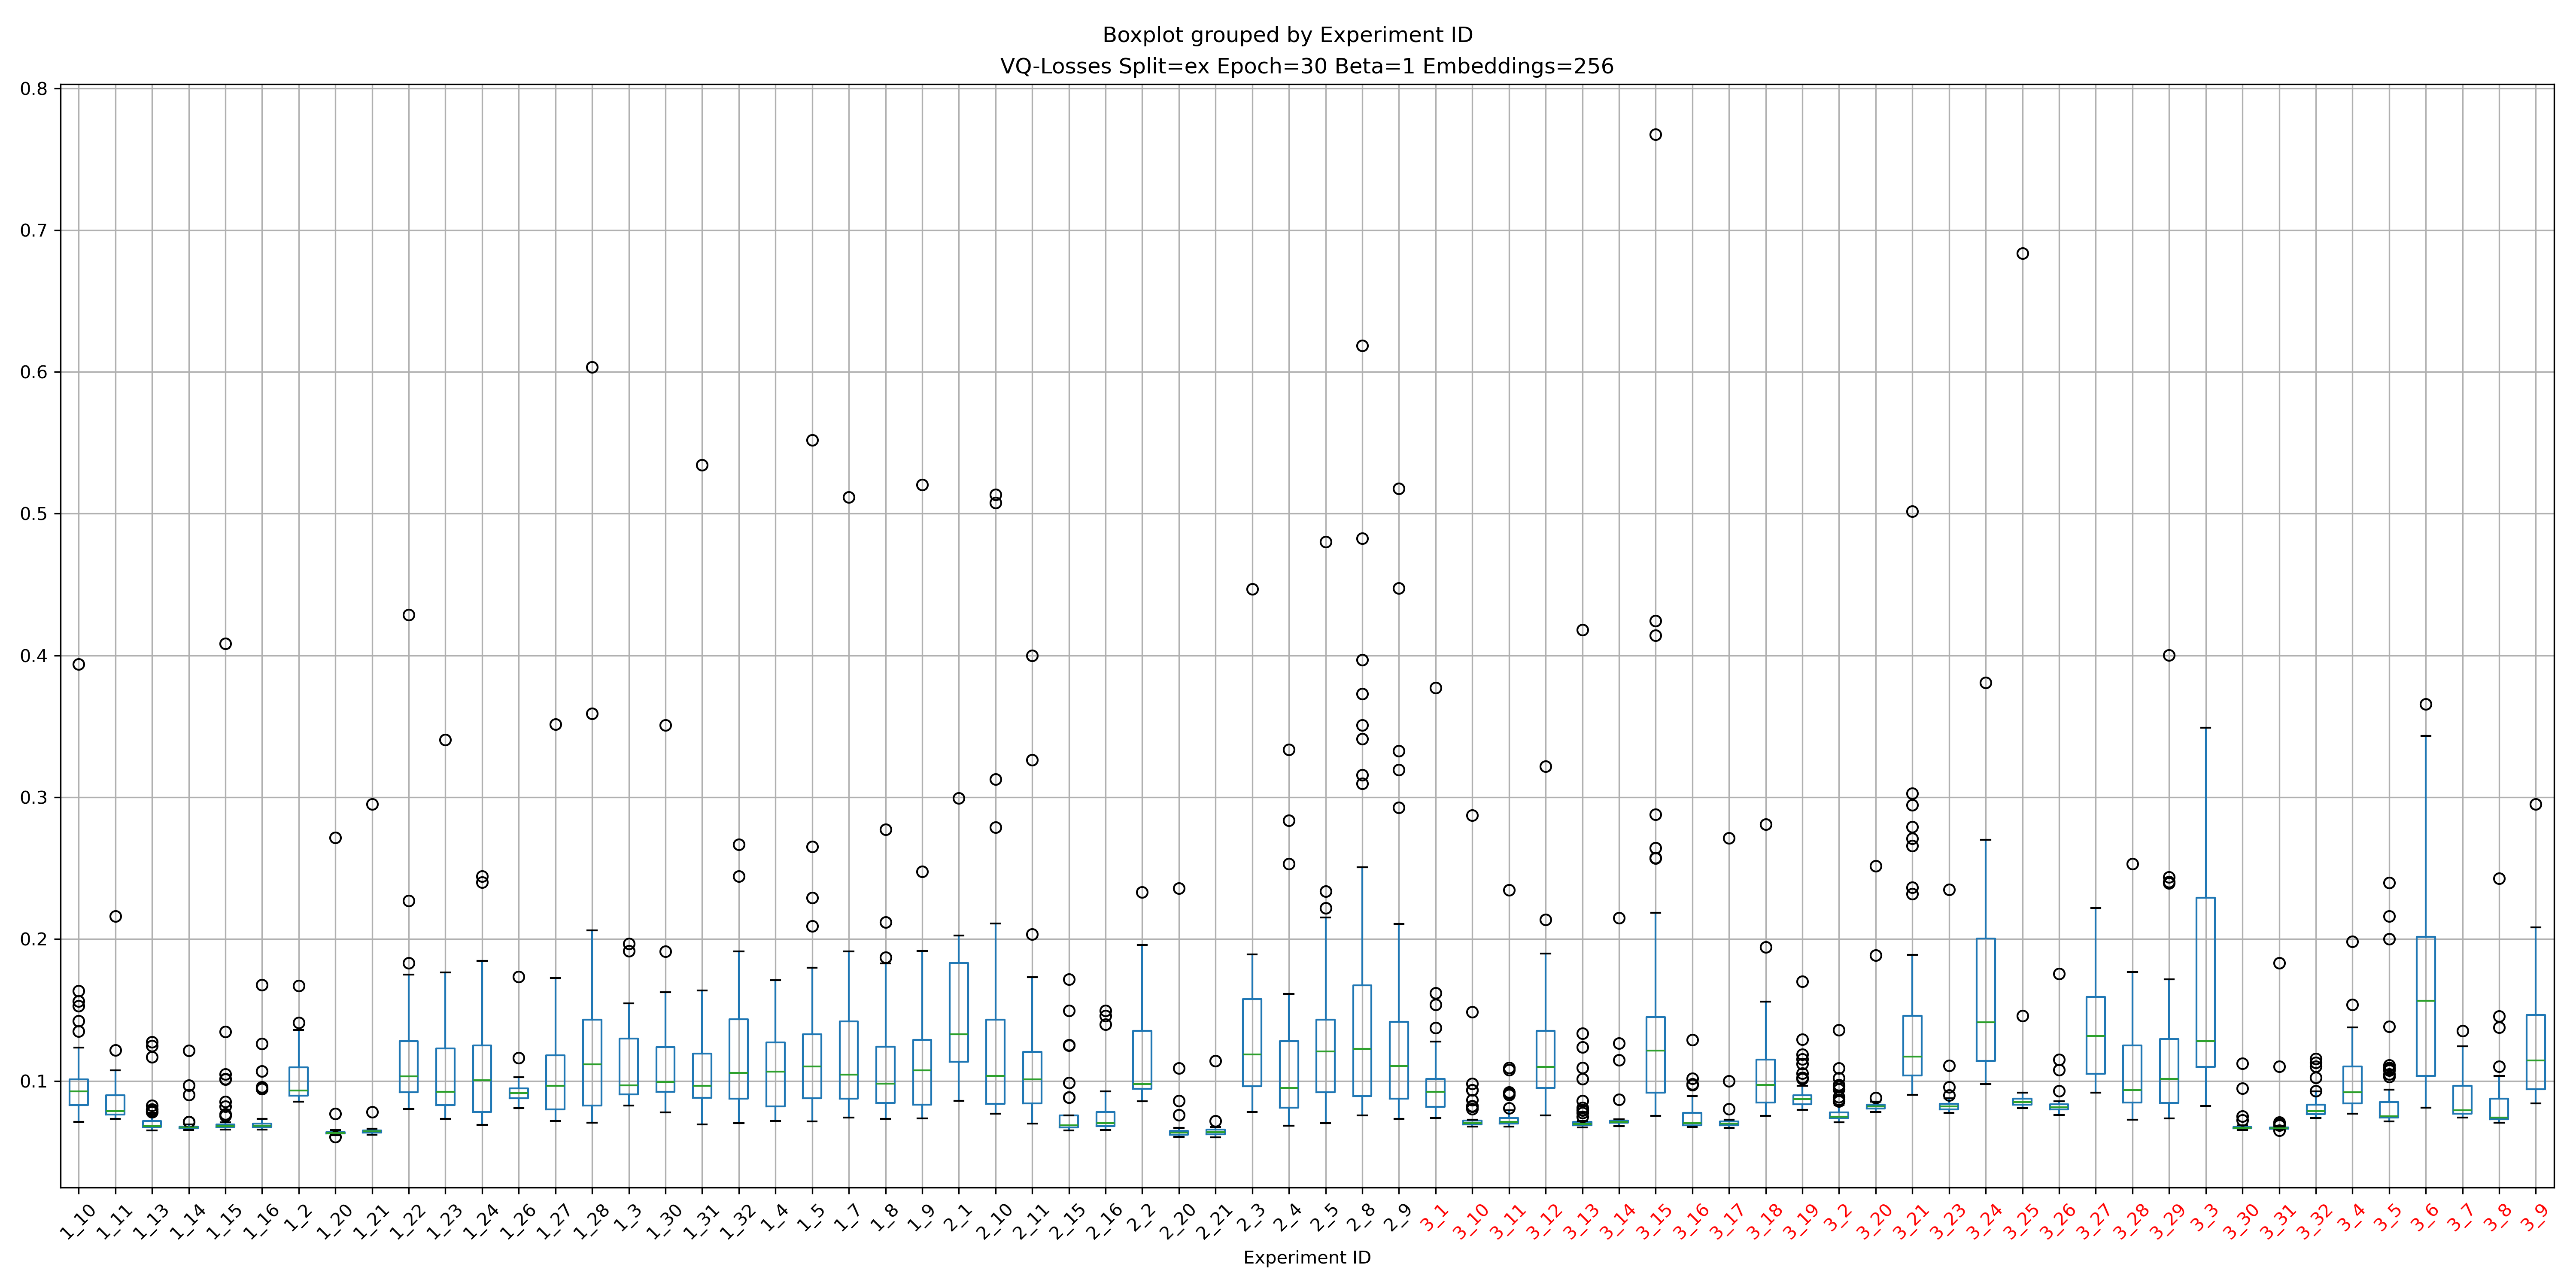 Boxplot grouped by Experiment ID
VQ-Losses Split=ex Epoch=30 Beta=1 Embeddings=256
0.8
0.7
0.6
0.5
0.4
0.3
0.2
0.1
1_10 1_11 1_13 1_14 1_15 1_16 1_2 1_20 1_21 1_22 1_23 1_24 1_26 1_27 1_28 1_3 1_30 1_31 1_32 1_4 1_5 1_7 1_8 1_9 2_1 2_10 2_11 2_15 2_16 2_2 2_20 2_21 2_3 2_4 2_5 2_8 2_9 3_1 3_10 3_11 3_12 3_13 3_14 3_15 3_16 3_17 3_18 3_19 3_2 3_20 3_21 3_23 3_24 3_25 3_26 3_27 3_28 3_29 3_3 3_30 3_31 3_32 3_4 3_5 3_6 3_7 3_8 3_9
Experiment ID